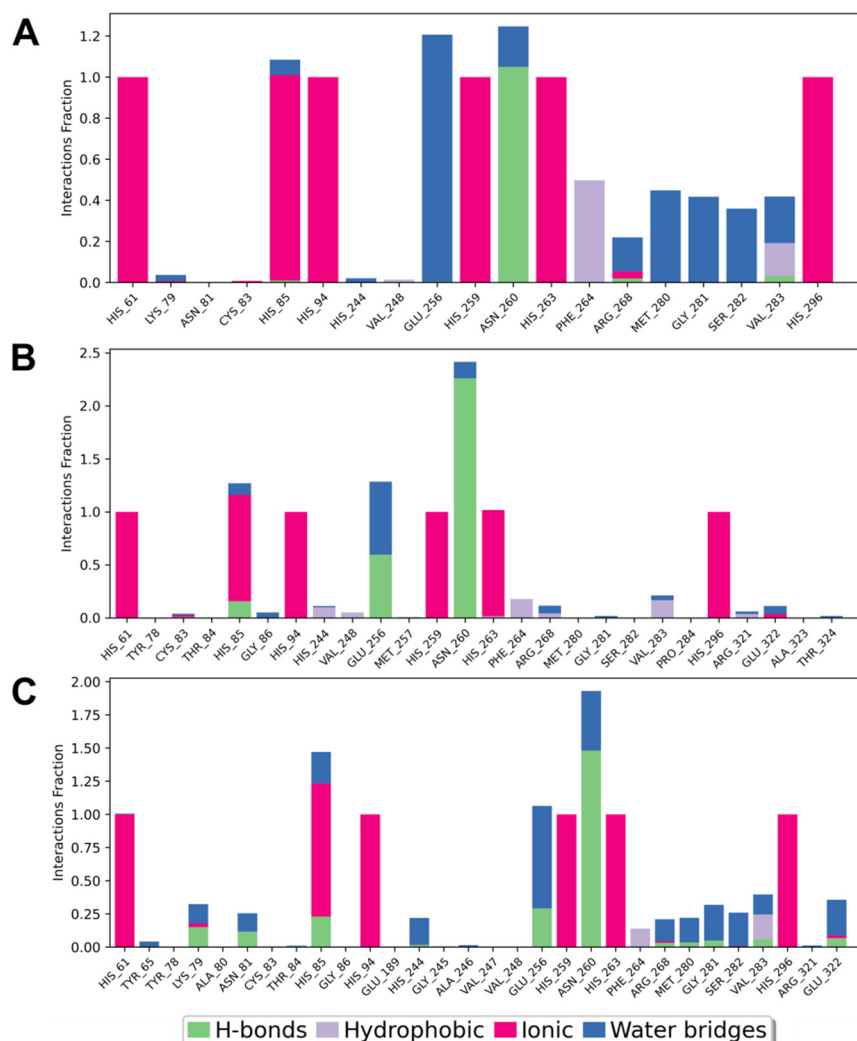 A
Interactions Fraction
1.2
1.0
0.8
0.6
0.4
0.2
0.0
HIS_61
LYS_79
ASN_81
CYS_83
HIS_85
HIS_94
HIS_244
VAL_248
GLU_256
HIS_259
ASN_260
HIS_263
PHE_264
ARG_268
MET_280
GLY_281
SER_282
VAL_283
HIS_296
B
Interactions Fraction
2.5
2.0
1.5
1.0
0.5
0.0
HIS_61
TYR_78
CYS_83
THR_84
HIS_85
GLY_86
HIS_94
HIS_244
VAL_248
GLU_256
MET_257
HIS_259
ASN_260
HIS_263
PHE_264
ARG_268
MET_280
GLY_281
SER_282
VAL_283
PRO_284
HIS_296
ARG_321
GLU_322
ALA_323
THR_324
C
Interactions Fraction
2.00
1.75
1.50
1.25
1.00
0.75
0.50
0.25
0.00
HIS_61
TYR_65
TYR_78
LYS_79
ALA_80
ASN_81
CYS_83
THR_84
HIS_85
GLY_86
HIS_94
GLU_189
HIS_244
GLY_245
ALA_246
VAL_247
VAL_248
GLU_256
HIS_259
ASN_260
HIS_263
PHE_264
ARG_268
MET_280
GLY_281
SER_282
VAL_283
HIS_296
ARG_321
GLU_322
H-bonds Hydrophobic Ionic Water bridges